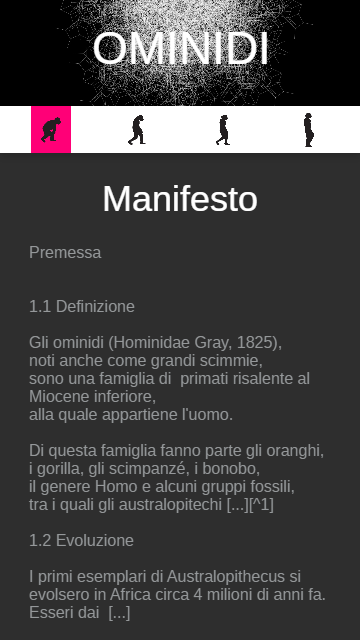 OMINIDI
Manifesto
Premessa
1.1 Definizione
Gli ominidi (Hominidae Gray, 1825),
noti anche come grandi scimmie,
sono una famiglia di  primati risalente al
Miocene inferiore,
alla quale appartiene l'uomo.
Di questa famiglia fanno parte gli oranghi,
i gorilla, gli scimpanzé, i bonobo,
il genere Homo e alcuni gruppi fossili,
tra i quali gli australopitechi [...][^1]
1.2 Evoluzione
I primi esemplari di Australopithecus si
evolsero in Africa circa 4 milioni di anni fa.
Esseri dai  [...]